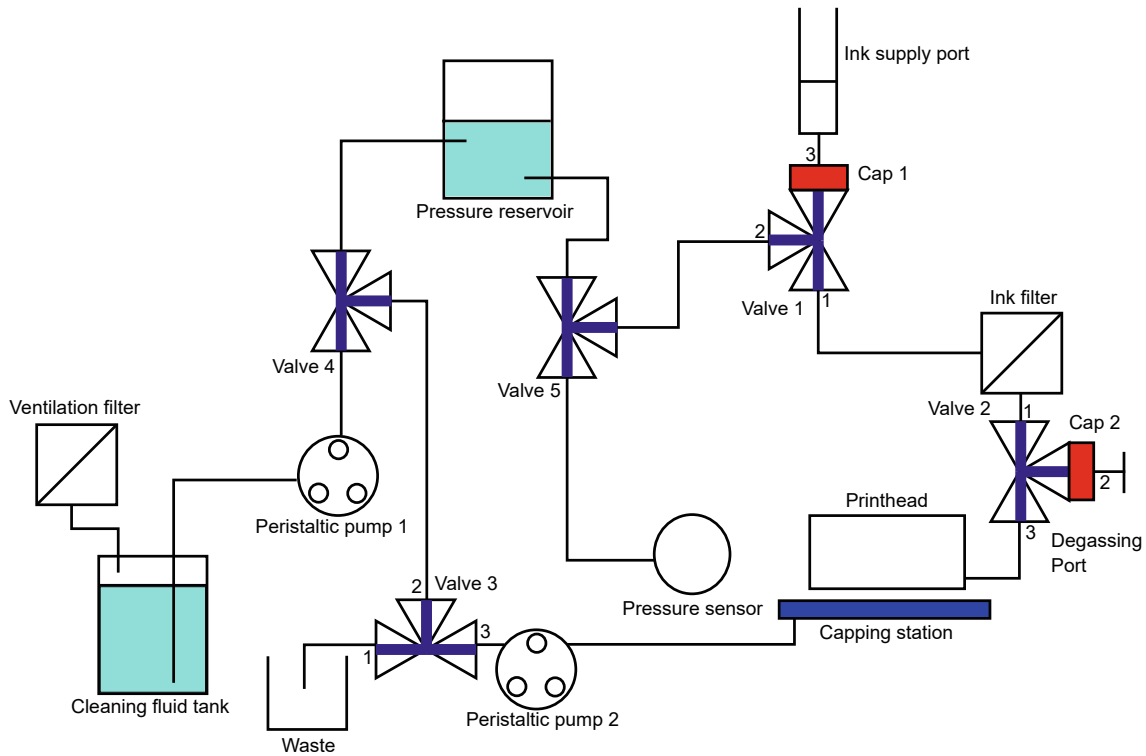 Ink supply port
3
Cap 1
Pressure reservoir
2
Valve 1
1
Ink filter
Valve 4
Valve 5
Valve 2
1
Cap 2
Ventilation filter
2
Printhead
Peristaltic pump 1
3
Degassing
Port
2
Valve 3
Pressure sensor
3
Capping station
1
Cleaning fluid tank
Peristaltic pump 2
Waste